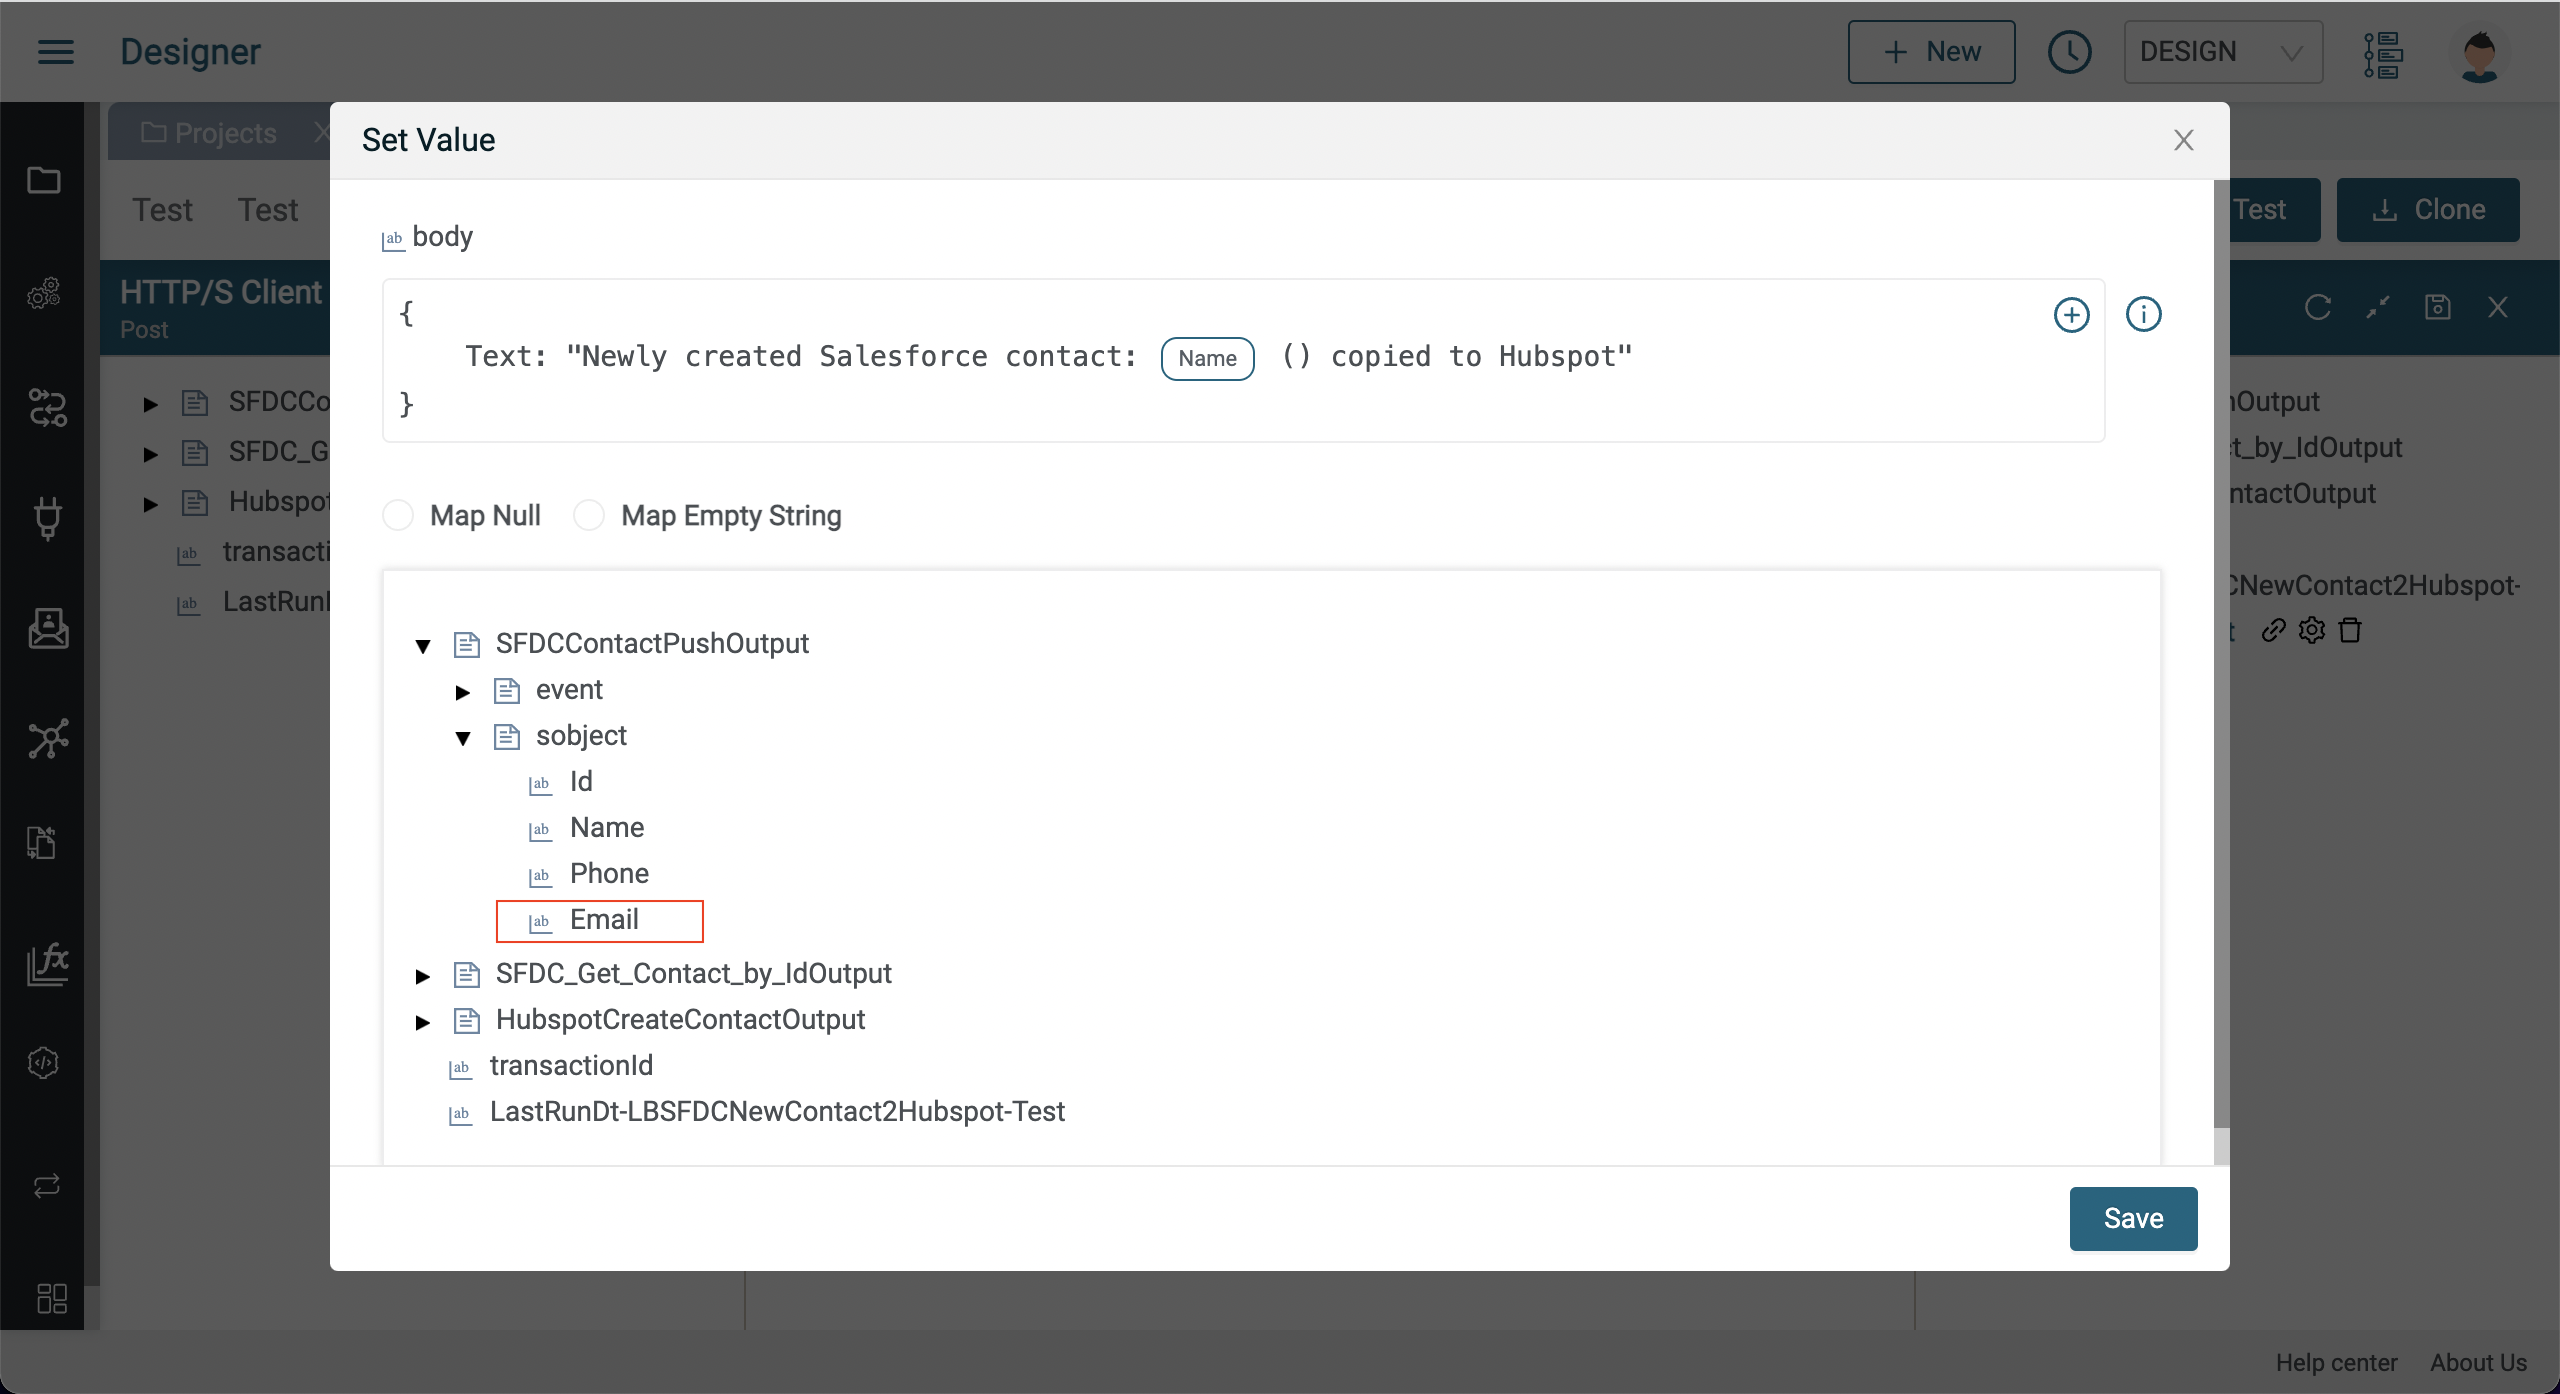 Designer
New
DESIGN
Projects
Set Value
Test Test
Test
Clone
HTTP/S Client
Post
body
{
Text: "Newly created Salesforce contact: Name () copied to Hubspot"
}
SFDCCo
SFDC_G
Hubspot
transacti
LastRun
Map Null
Map Empty String
SFDCContactPushOutput
event
sobject
Id
Name
Phone
Email
SFDC_Get_Contact_by_IdOutput
HubspotCreateContactOutput
transactionId
LastRunDt-LBSFDCNewContact2Hubspot-Test
Output
t_by_IdOutput
ntactOutput
CNewContact2Hubspot-
t
Save
Help center
About Us